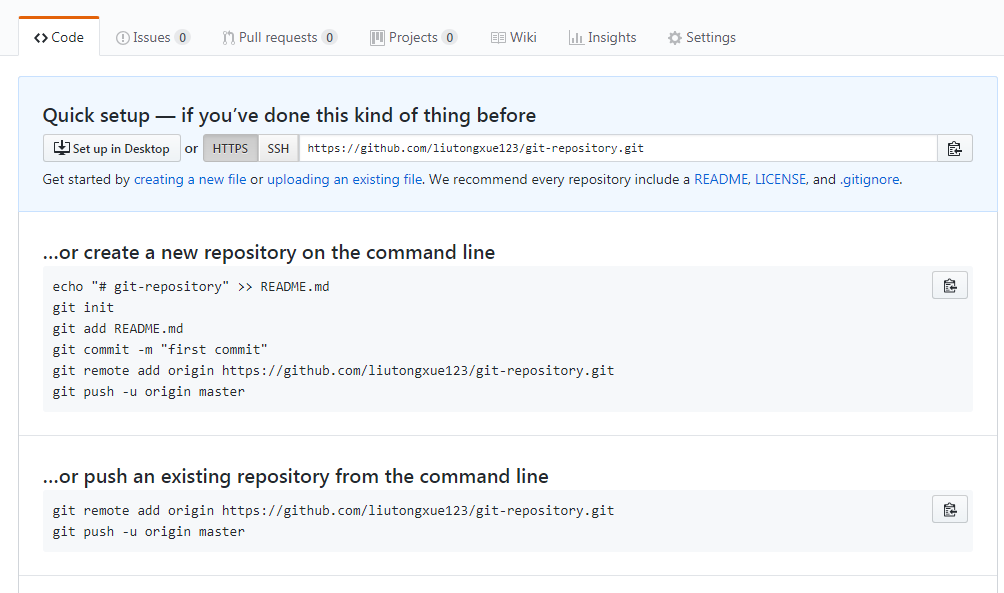 Code Issues 0 Pull requests 0 Projects 0 Wiki Insights Settings
Quick setup — if you’ve done this kind of thing before
Set up in Desktop or HTTPS SSH https://github.com/liutongxue123/git-repository.git
Get started by creating a new file or uploading an existing file. We recommend every repository include a README, LICENSE, and .gitignore.
…or create a new repository on the command line
echo "# git-repository" >> README.md
git init
git add README.md
git commit -m "first commit"
git remote add origin https://github.com/liutongxue123/git-repository.git
git push -u origin master
…or push an existing repository from the command line
git remote add origin https://github.com/liutongxue123/git-repository.git
git push -u origin master